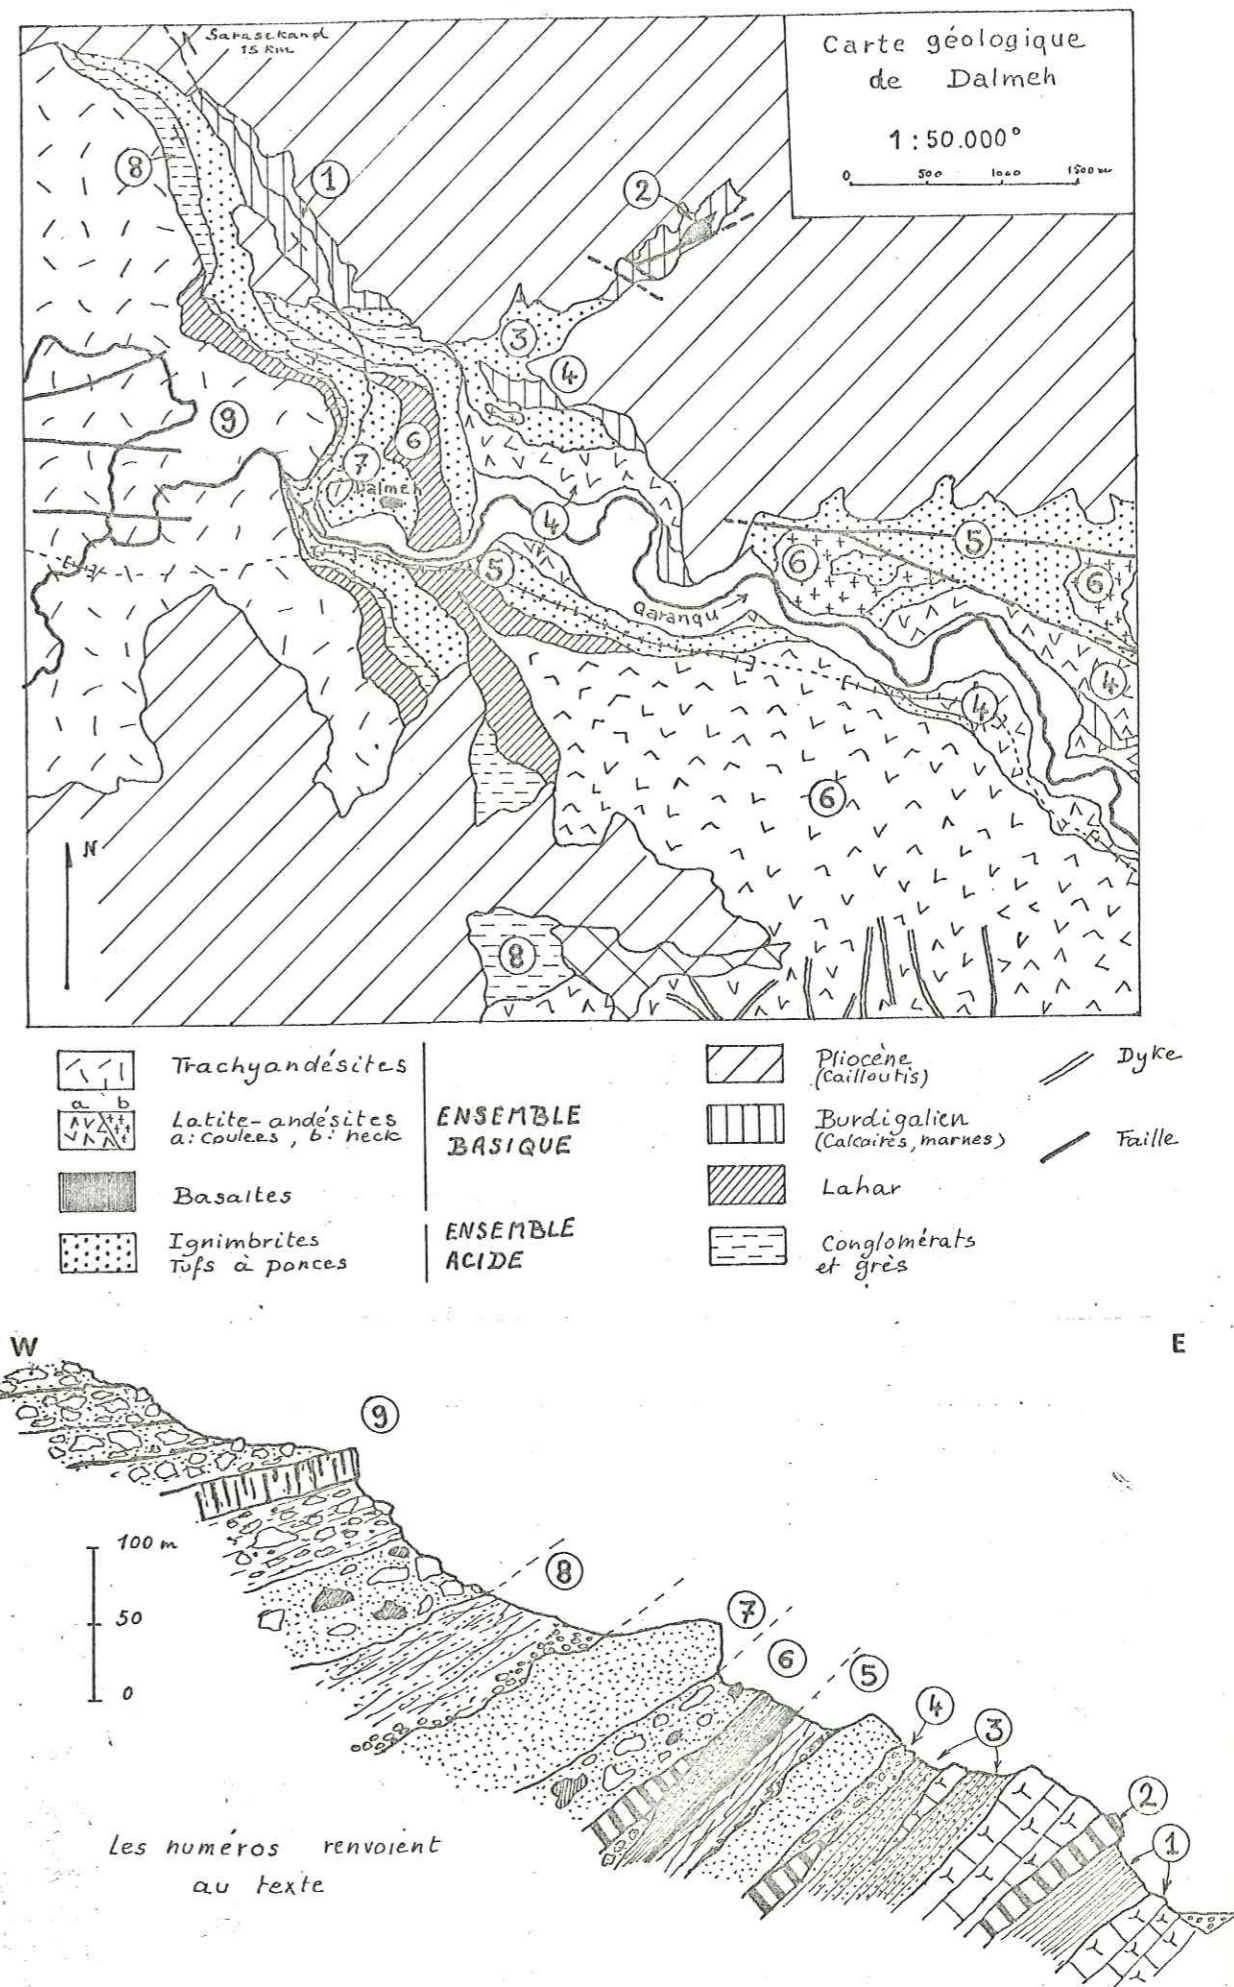 Sarasekand
15 km
Carte géologique
de Dalmeh
1:50.000°
0 500 1000 1500 m
8
1
2
3
4
9
6
7
Dalmeh
4
5
6
5
6
Qaranqu
4
4
6
N
8
Trachyandésites
a b
Latite-andésites
a: coulées, b: neck
Basaltes
Ignimbrites
Tufs à ponces
ENSEMBLE
BASIQUE
ENSEMBLE
ACIDE
Pliocène
(Cailloutis)
Burdigalien
(Calcaires, marnes)
Lahar
Conglomérats
et grès
Dyke
Faille
W
E
9
100 m
50
0
8
7
6
5
4
3
2
1
Les numéros renvoient
au texte